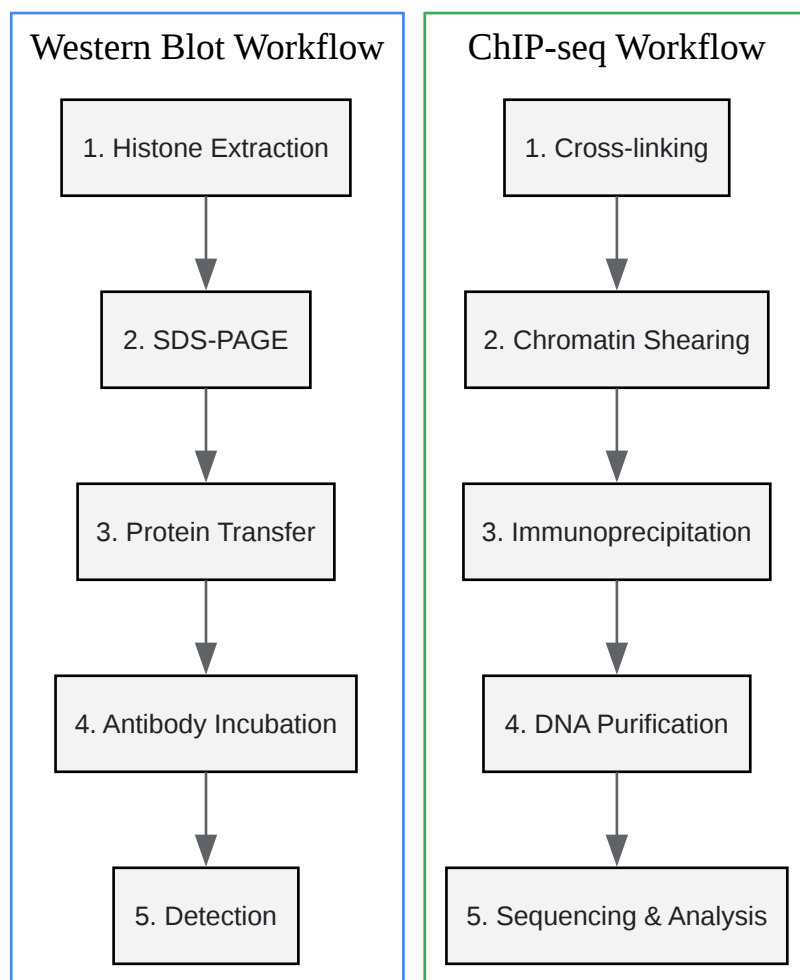 Western Blot Workflow
1. Histone Extraction
2. SDS-PAGE
3. Protein Transfer
4. Antibody Incubation
5. Detection
ChIP-seq Workflow
1. Cross-linking
2. Chromatin Shearing
3. Immunoprecipitation
4. DNA Purification
5. Sequencing & Analysis